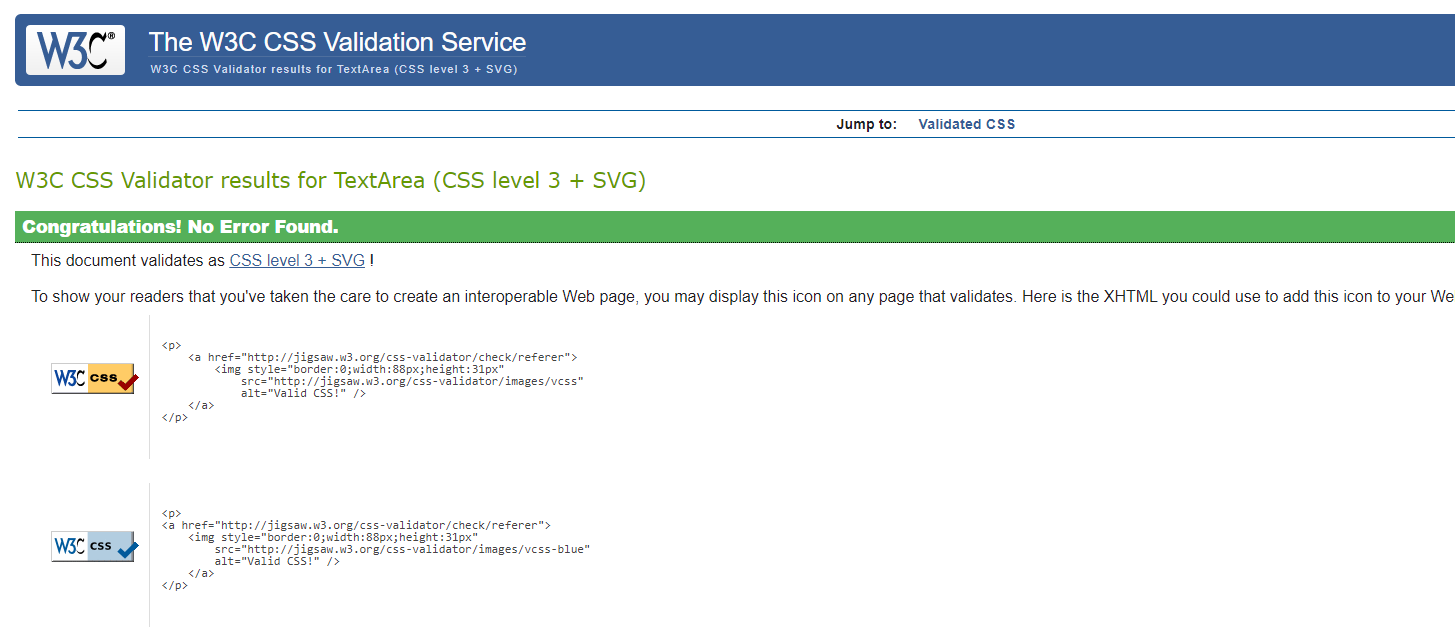 W3C®
The W3C CSS Validation Service
W3C CSS Validator results for TextArea (CSS level 3 + SVG)
Jump to: Validated CSS
W3C CSS Validator results for TextArea (CSS level 3 + SVG)
Congratulations! No Error Found.
This document validates as CSS level 3 + SVG !
To show your readers that you've taken the care to create an interoperable Web page, you may display this icon on any page that validates. Here is the XHTML you could use to add this icon to your We
W3C css
<p>
    <a href="http://jigsaw.w3.org/css-validator/check/referer">
        <img style="border:0;width:88px;height:31px"
            src="http://jigsaw.w3.org/css-validator/images/vcss"
            alt="Valid CSS!" />
    </a>
</p>
W3C css
<p>
<a href="http://jigsaw.w3.org/css-validator/check/referer">
    <img style="border:0;width:88px;height:31px"
        src="http://jigsaw.w3.org/css-validator/images/vcss-blue"
        alt="Valid CSS!" />
    </a>
</p>